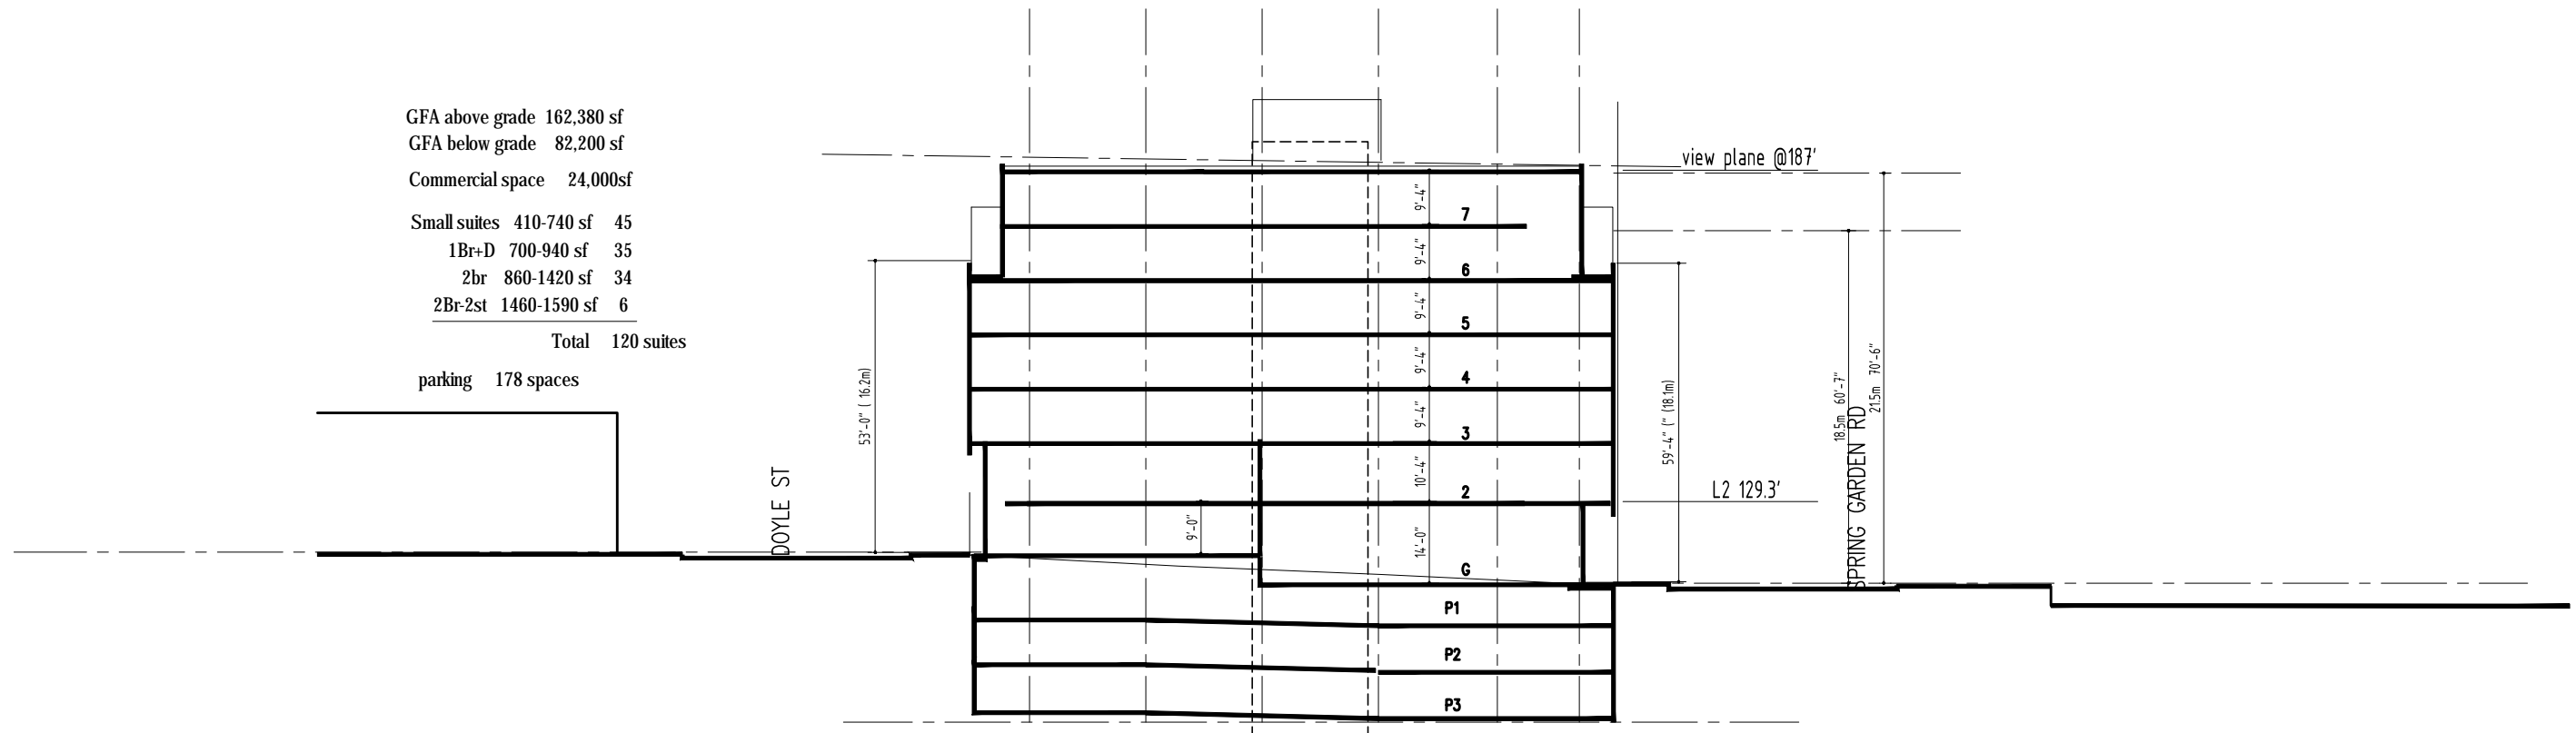 GFA above grade 162,380 sf
GFA below grade 82,200 sf
Commercial space 24,000sf
Small suites 410-740 sf 45
1Br+D 700-940 sf 35
2br 860-1420 sf 34
2Br-2st 1460-1590 sf 6
Total 120 suites
parking 178 spaces
DOYLE ST
53'-0" ( 16.2m)
view plane @187'
9'-4"
7
9'-4"
6
9'-4"
5
9'-4"
4
9'-4"
3
10'-4"
2
9'-0"
14'-0"
G
P1
P2
P3
59'-4" (" (18.1m)
L2 129.3'
18.5m 60'-7"
SPRING GARDEN RD
21.5m 70'-6"